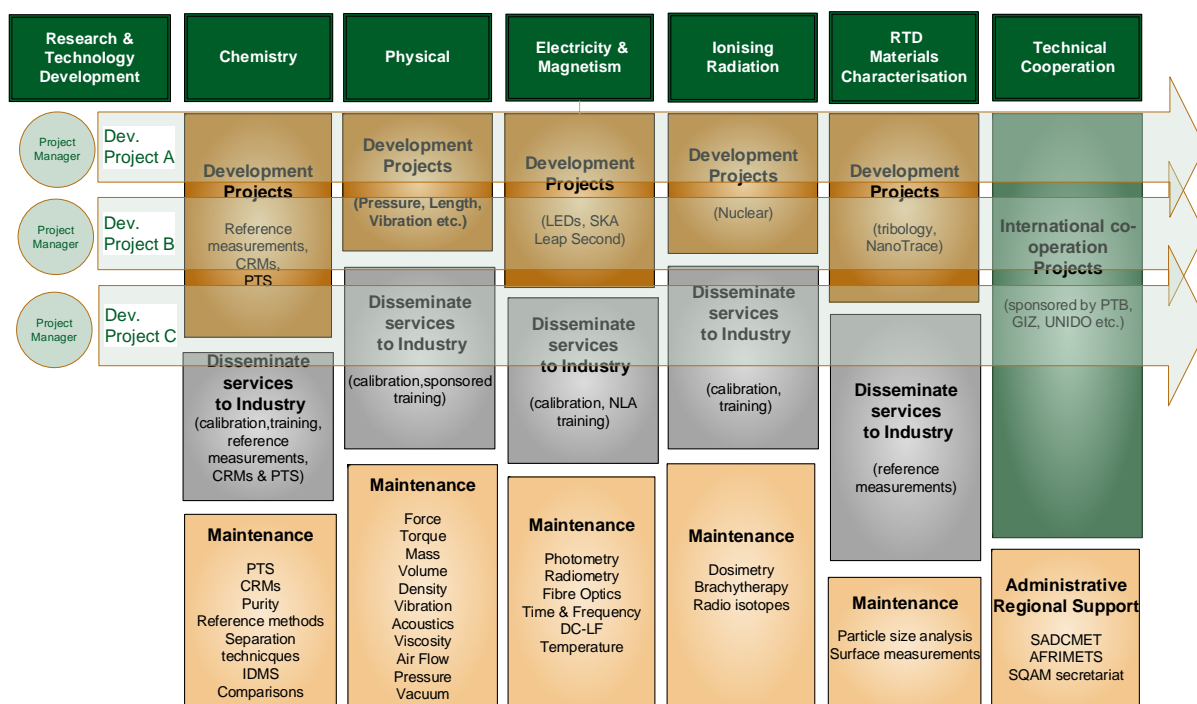 Research &
Technology
Development
Chemistry
Physical
Electricity &
Magnetism
Ionising
Radiation
RTD
Materials
Characterisation
Technical
Cooperation
Project
Manager
Dev.
Project A
Project
Manager
Dev.
Project B
Project
Manager
Dev.
Project C
Development
Projects
Reference
measurements,
CRMs,
PTS
Disseminate
services
to Industry
(calibration,training,
reference
measurements,
CRMs & PTS)
Maintenance
PTS
CRMs
Purity
Reference methods
Separation
technicques
IDMS
Comparisons
Development
Projects
(Pressure, Length,
Vibration etc.)
Disseminate
services
to Industry
(calibration,sponsored
training)
Maintenance
Force
Torque
Mass
Volume
Density
Vibration
Acoustics
Viscosity
Air Flow
Pressure
Vacuum
Development
Projects
(LEDs, SKA
Leap Second)
Disseminate
services
to Industry
(calibration, NLA
training)
Maintenance
Photometry
Radiometry
Fibre Optics
Time & Frequency
DC-LF
Temperature
Development
Projects
(Nuclear)
Disseminate
services
to Industry
(calibration,
training)
Maintenance
Dosimetry
Brachytherapy
Radio isotopes
Development
Projects
(tribology,
NanoTrace)
Disseminate
services
to Industry
(reference
measurements)
Maintenance
Particle size analysis
Surface measurements
International co-
operation
Projects
(sponsored by PTB,
GIZ, UNIDO etc.)
Administrative
Regional Support
SADCMET
AFRIMETS
SQAM secretariat